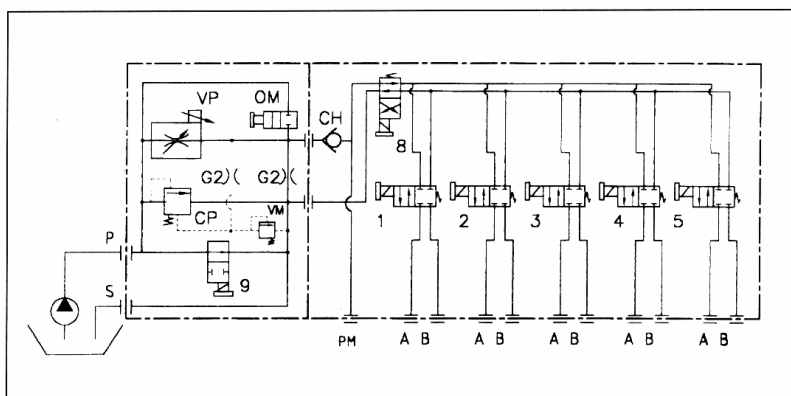 VP OM
CH
8
G2 G2
CP VM
1 2 3 4 5
P
9
S
PM A B A B A B A B A B